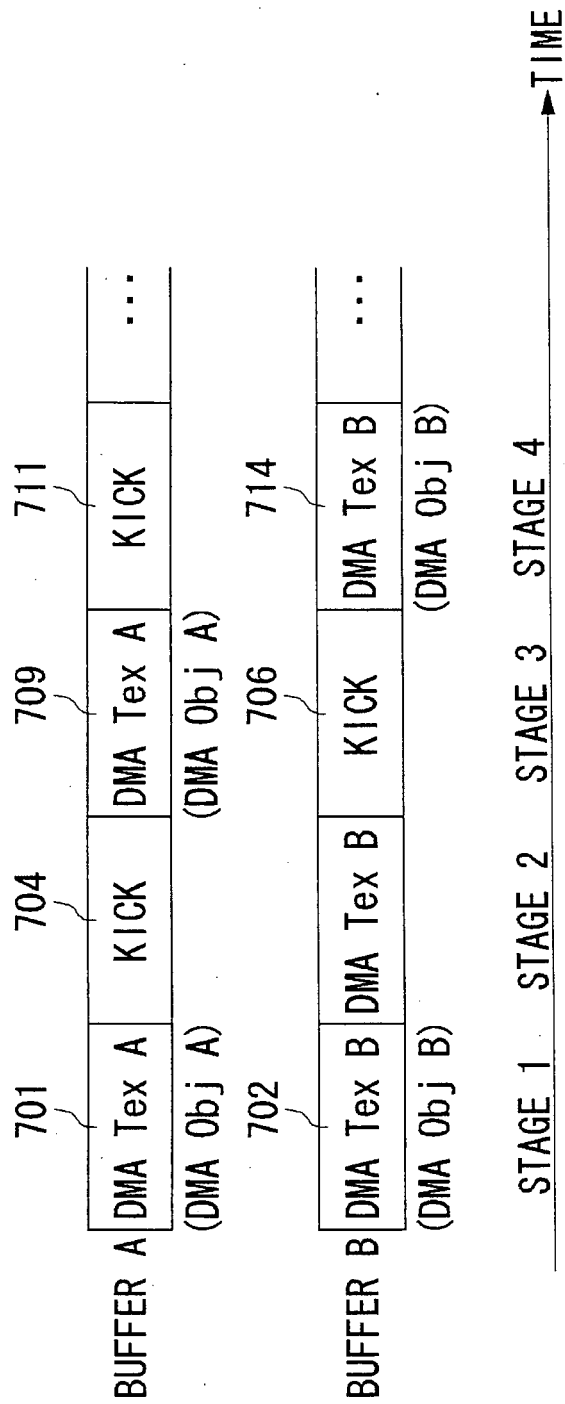 701 704 709 711
BUFFER A DMA Tex A KICK DMA Tex A KICK ...
(DMA Obj A) (DMA Obj A)
702 706 714
BUFFER B DMA Tex B DMA Tex B KICK DMA Tex B ...
(DMA Obj B) (DMA Obj B)
STAGE 1 STAGE 2 STAGE 3 STAGE 4
TIME